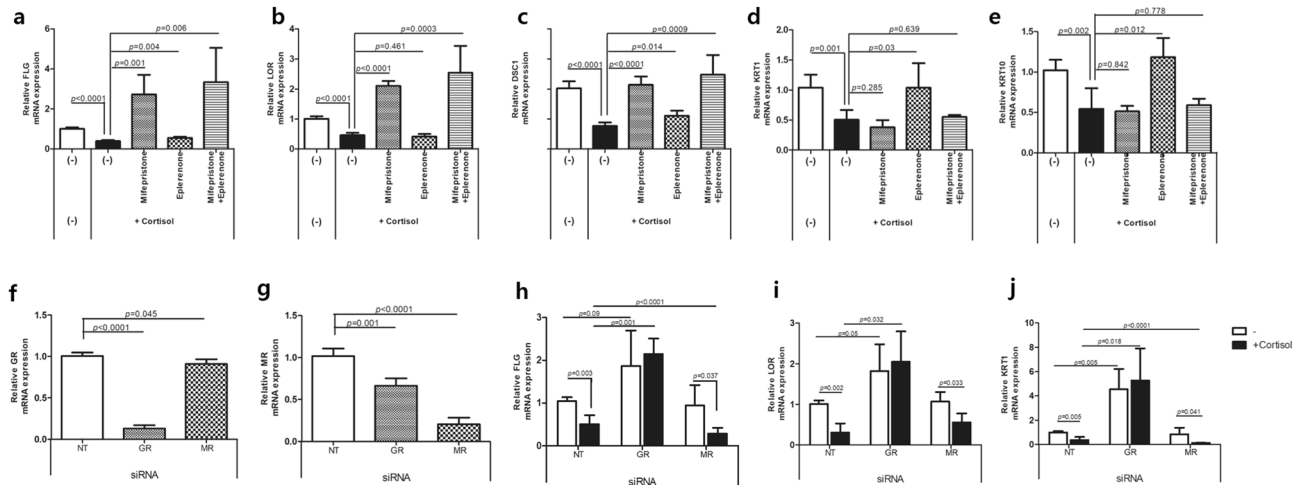 a
p=0.006
p=0.004
p=0.001
p<0.0001
Relative FLG
mRNA expression
6
4
2
0
(-)
(-)
Mifepristone
Eplerenone
Mifepristone
+Eplerenone
(-)
+ Cortisol
b
p=0.0003
p=0.461
p<0.0001
p<0.0001
Relative LOR
mRNA expression
4
3
2
1
0
(-)
(-)
Mifepristone
Eplerenone
Mifepristone
+Eplerenone
(-)
+ Cortisol
c
p=0.0009
p=0.014
p<0.0001
p<0.0001
Relative DSC1
mRNA expression
(-)
(-)
Mifepristone
Eplerenone
Mifepristone
+Eplerenone
(-)
+ Cortisol
d
p=0.639
p=0.03
p=0.001
p=0.285
Relative KRT1
mRNA expression
2.0
1.5
1.0
0.5
0.0
(-)
(-)
Mifepristone
Eplerenone
Mifepristone
+Eplerenone
(-)
+ Cortisol
e
p=0.778
p=0.012
p=0.002
p=0.842
Relative KRT10
mRNA expression
1.5
1.0
0.5
0.0
(-)
(-)
Mifepristone
Eplerenone
Mifepristone
+Eplerenone
(-)
+ Cortisol
f
p=0.045
p<0.0001
Relative GR
mRNA expression
1.5
1.0
0.5
0.0
NT
GR
MR
siRNA
g
p<0.0001
p=0.001
Relative MR
mRNA expression
1.5
1.0
0.5
0.0
NT
GR
MR
siRNA
h
p<0.0001
p=0.09
p=0.001
p=0.003
p=0.037
Relative FLG
mRNA expression
4
3
2
1
0
NT
GR
MR
siRNA
i
p=0.032
p=0.05
p=0.002
p=0.033
Relative LOR
mRNA expression
3
2
1
0
NT
GR
MR
siRNA
j
p<0.0001
p=0.018
p=0.005
p=0.005
p=0.041
Relative KRT1
mRNA expression
10
8
6
4
2
0
NT
GR
MR
siRNA
-
+Cortisol